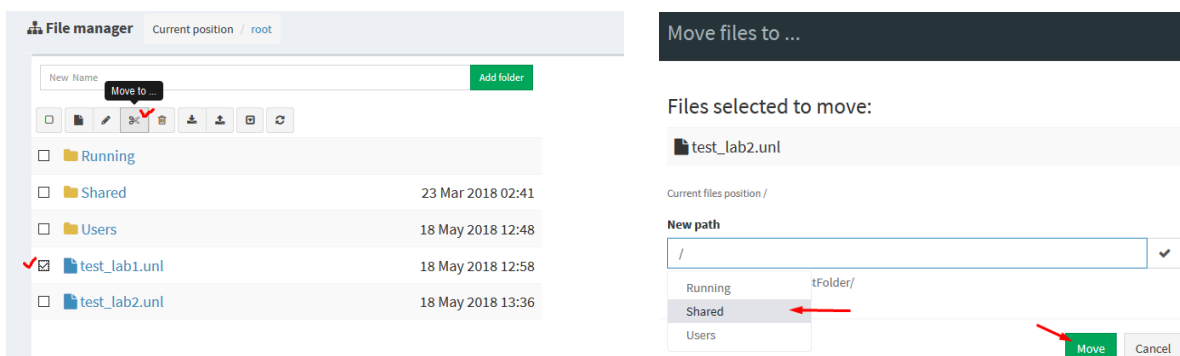 File manager Current position / root
New Name Add folder
Move to ...
Running
Shared 23 Mar 2018 02:41
Users 18 May 2018 12:48
test_lab1.unl 18 May 2018 12:58
test_lab2.unl 18 May 2018 13:36
Move files to ...
Files selected to move:
test_lab2.unl
Current files position /
New path
/
tFolder/
Running
Shared
Users
Move Cancel